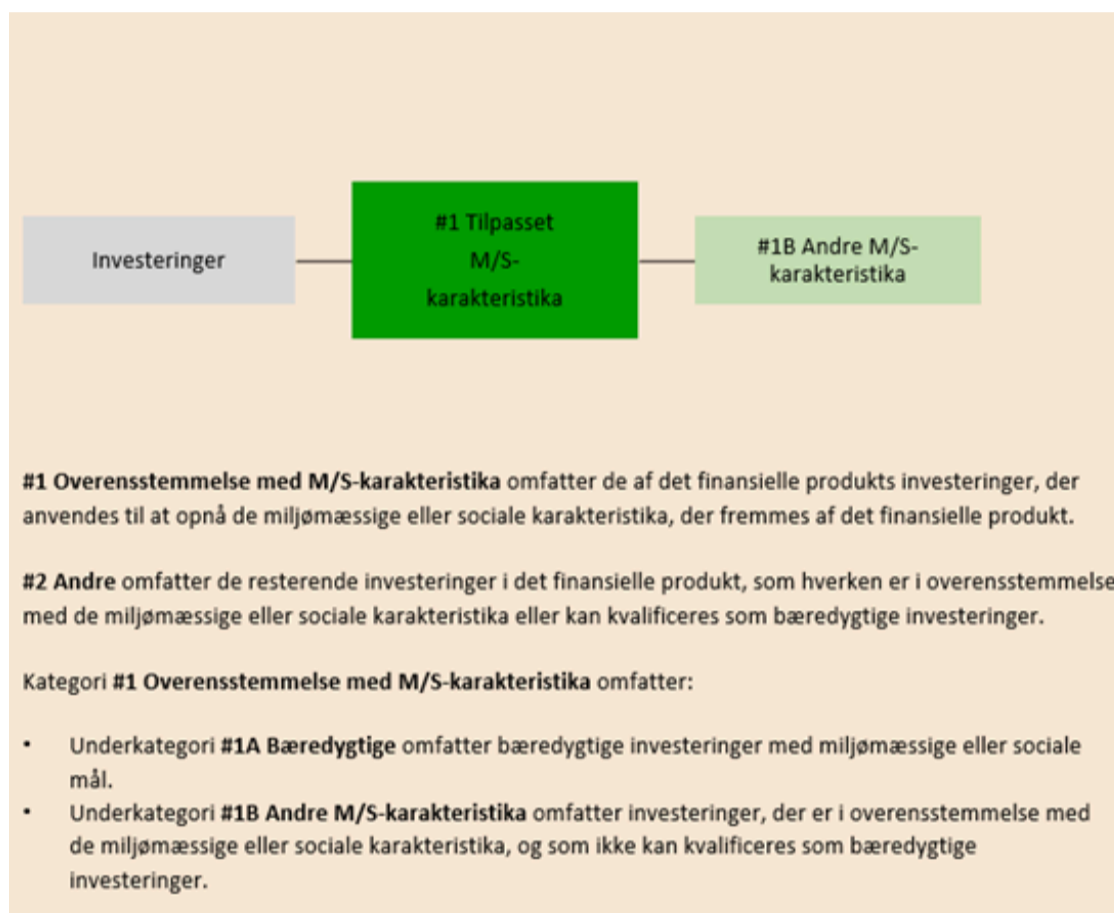 Investeringer
#1 Tilpasset
M/S-
karakteristika
#1B Andre M/S-
karakteristika
#1 Overensstemmelse med M/S-karakteristika omfatter de af det finansielle produkts investeringer, der
anvendes til at opnå de miljømæssige eller sociale karakteristika, der fremmes af det finansielle produkt.
#2 Andre omfatter de resterende investeringer i det finansielle produkt, som hverken er i overensstemmelse
med de miljømæssige eller sociale karakteristika eller kan kvalificeres som bæredygtige investeringer.
Kategori #1 Overensstemmelse med M/S-karakteristika omfatter:
• Underkategori #1A Bæredygtige omfatter bæredygtige investeringer med miljømæssige eller sociale
mål.
• Underkategori #1B Andre M/S-karakteristika omfatter investeringer, der er i overensstemmelse med
de miljømæssige eller sociale karakteristika, og som ikke kan kvalificeres som bæredygtige
investeringer.